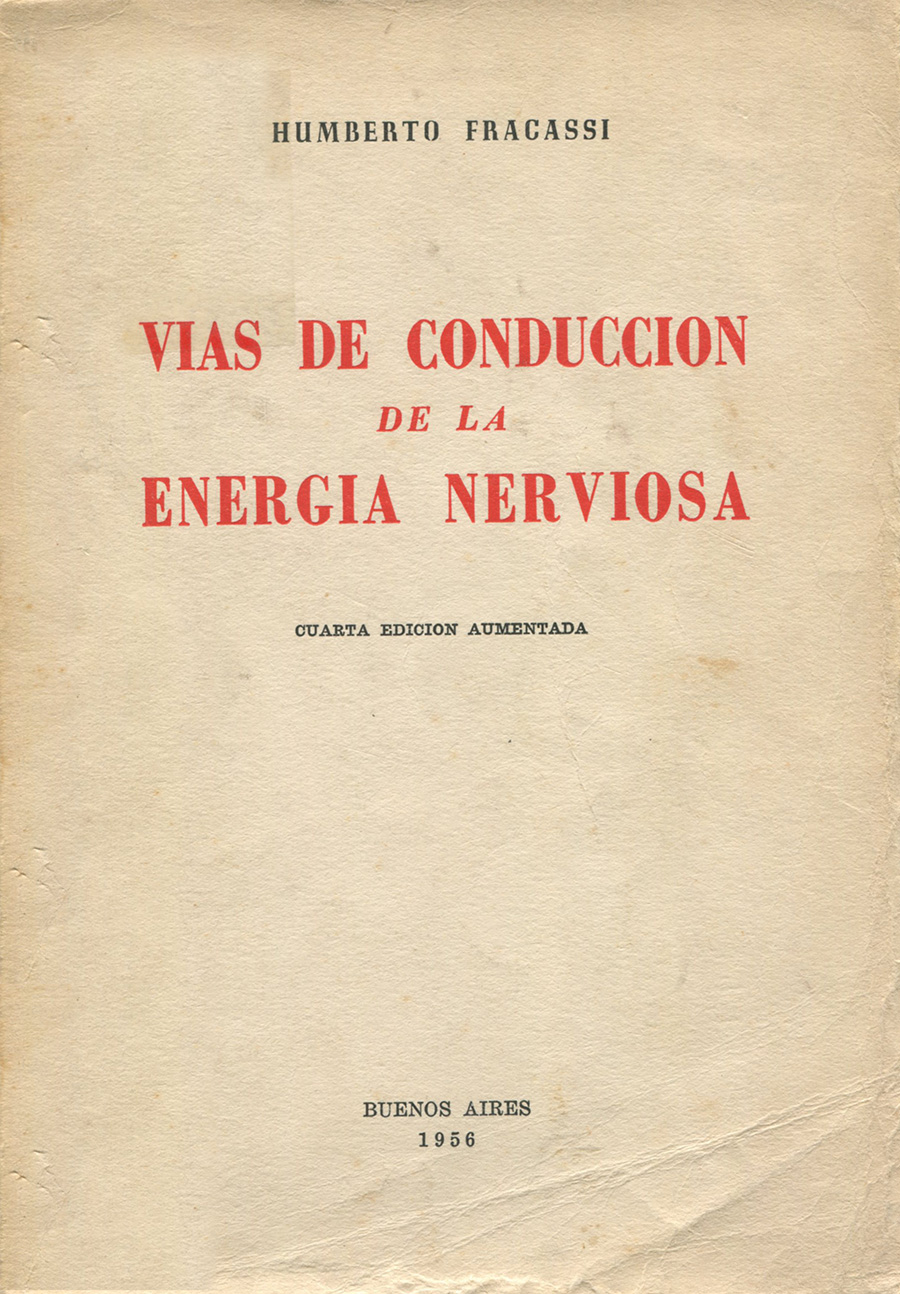 HUMBERTO FRACASSI
VIAS DE CONDUCCION
DE LA
ENERGIA NERVIOSA
CUARTA EDICION AUMENTADA
BUENOS AIRES
1956